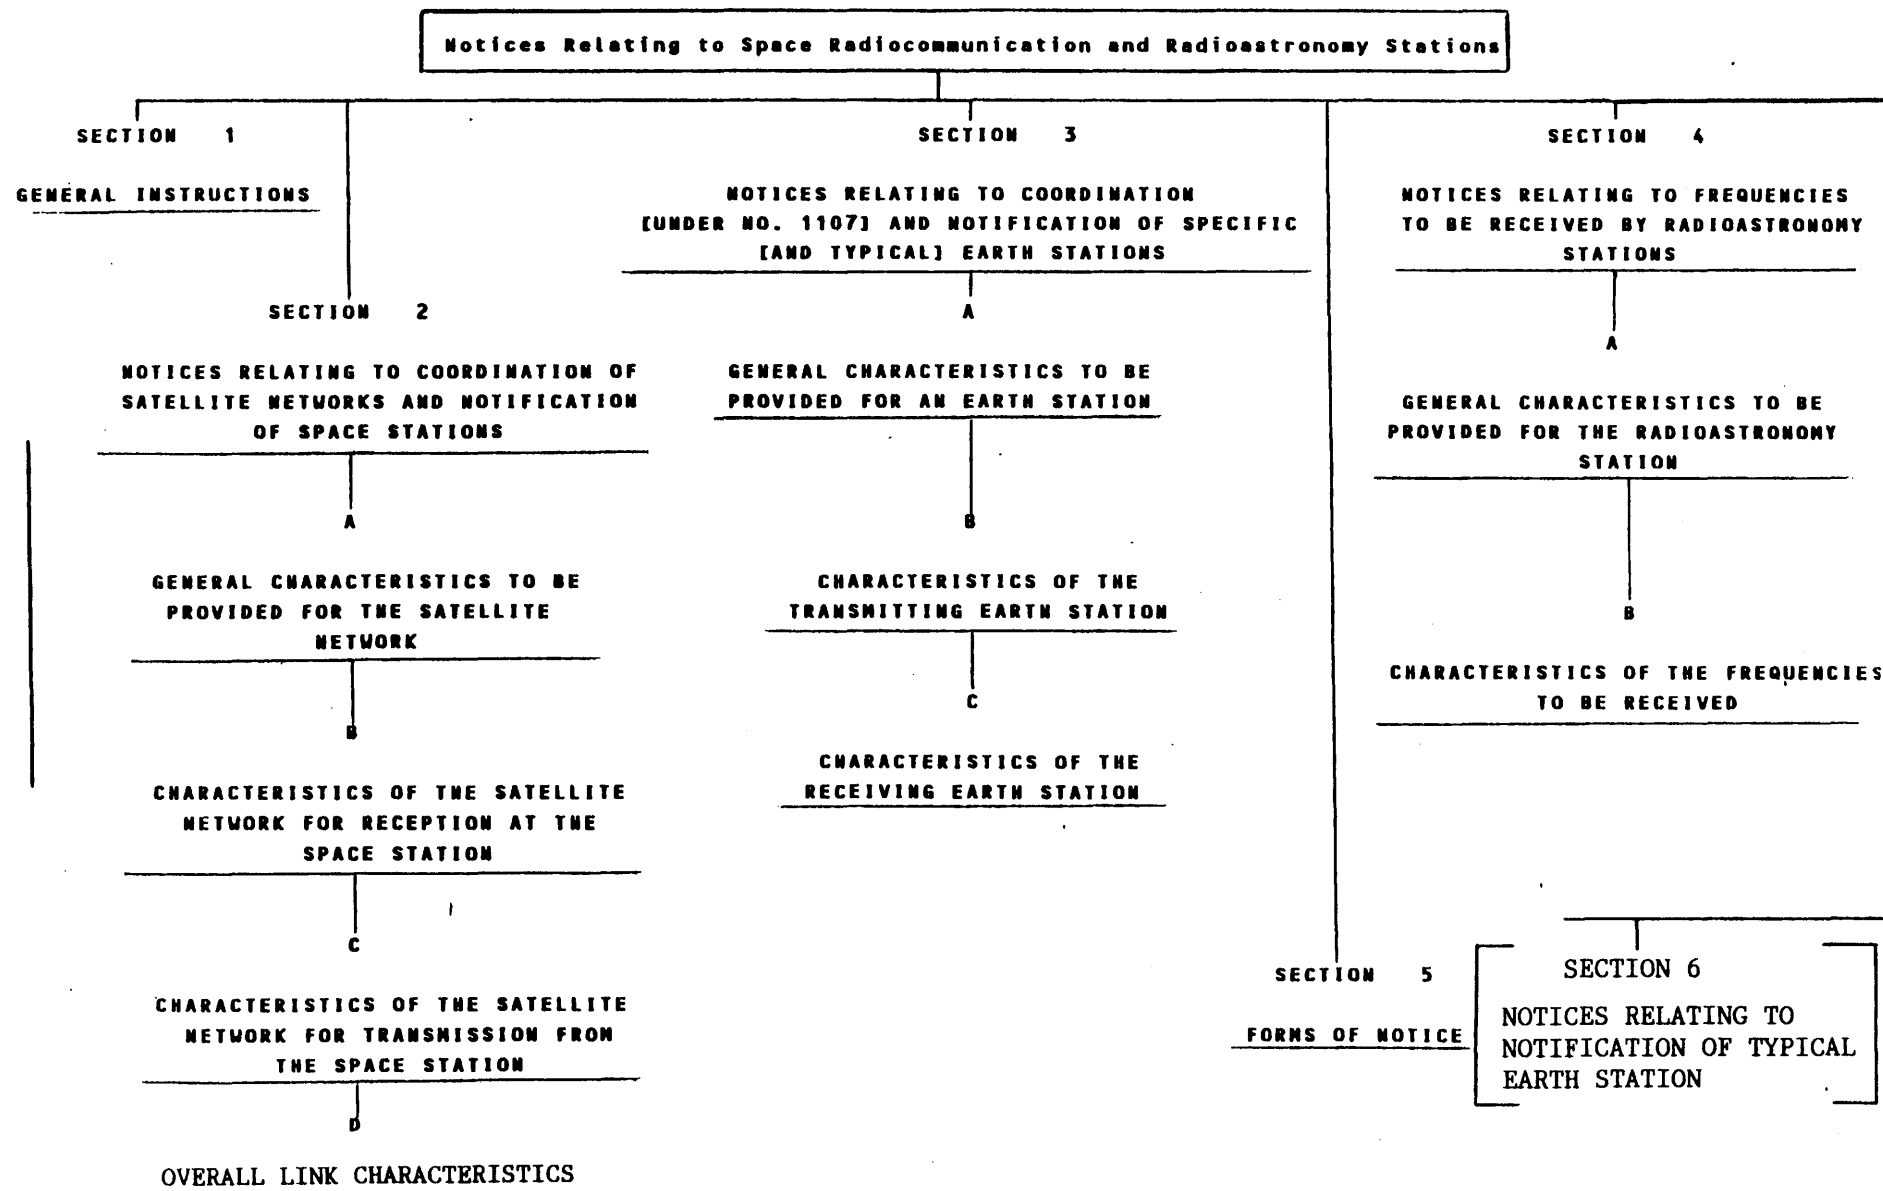 Notices Relating to Space Radiocommunication and Radioastronomy Stations
SECTION 1
GENERAL INSTRUCTIONS
SECTION 2
NOTICES RELATING TO COORDINATION OF
SATELLITE NETWORKS AND NOTIFICATION
OF SPACE STATIONS
A
GENERAL CHARACTERISTICS TO BE
PROVIDED FOR THE SATELLITE
NETWORK
B
CHARACTERISTICS OF THE SATELLITE
NETWORK FOR RECEPTION AT THE
SPACE STATION
C
CHARACTERISTICS OF THE SATELLITE
NETWORK FOR TRANSMISSION FROM
THE SPACE STATION
D
OVERALL LINK CHARACTERISTICS
SECTION 3
NOTICES RELATING TO COORDINATION
[UNDER NO. 1107] AND NOTIFICATION OF SPECIFIC
[AND TYPICAL] EARTH STATIONS
A
GENERAL CHARACTERISTICS TO BE
PROVIDED FOR AN EARTH STATION
B
CHARACTERISTICS OF THE
TRANSMITTING EARTH STATION
C
CHARACTERISTICS OF THE
RECEIVING EARTH STATION
SECTION 4
NOTICES RELATING TO FREQUENCIES
TO BE RECEIVED BY RADIOASTRONOMY
STATIONS
A
GENERAL CHARACTERISTICS TO BE
PROVIDED FOR THE RADIOASTRONOMY
STATION
B
CHARACTERISTICS OF THE FREQUENCIES
TO BE RECEIVED
SECTION 5
FORMS OF NOTICE
SECTION 6
NOTICES RELATING TO
NOTIFICATION OF TYPICAL
EARTH STATION